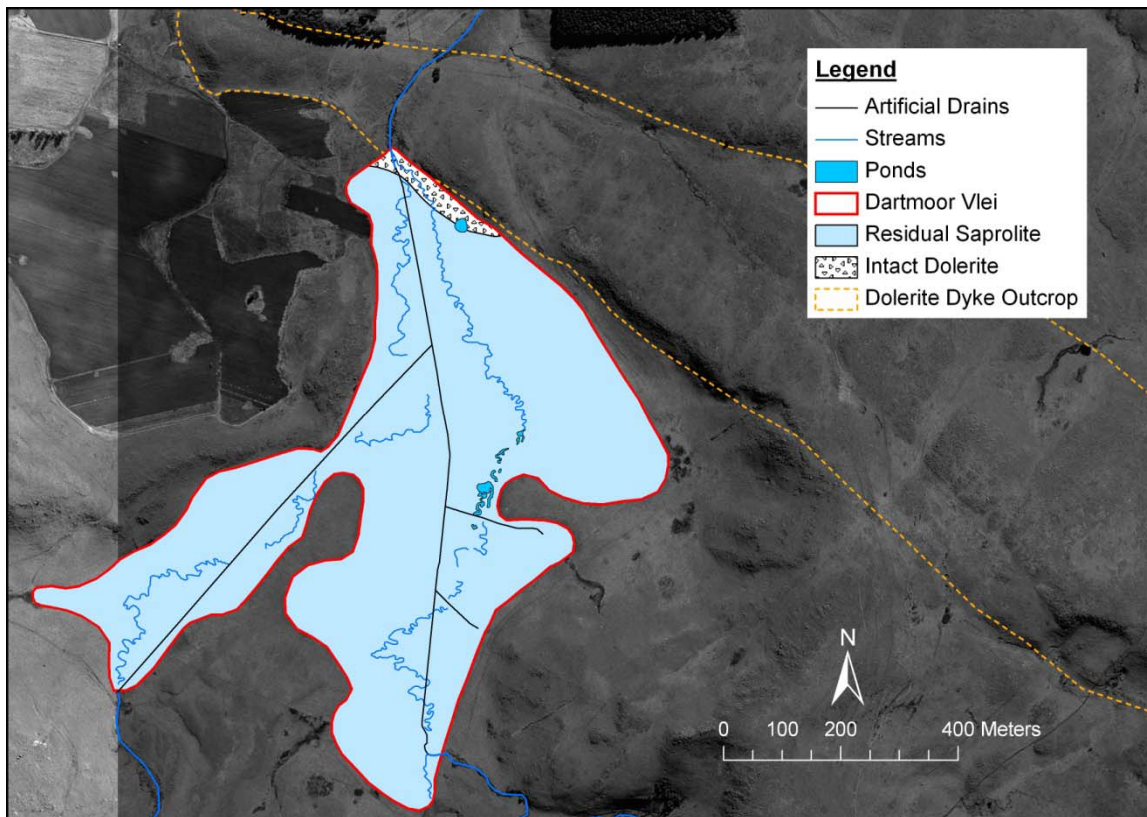 Legend
Artificial Drains
Streams
Ponds
Dartmoor Vlei
Residual Saprolite
Intact Dolerite
Dolerite Dyke Outcrop
N
0 100 200 400 Meters